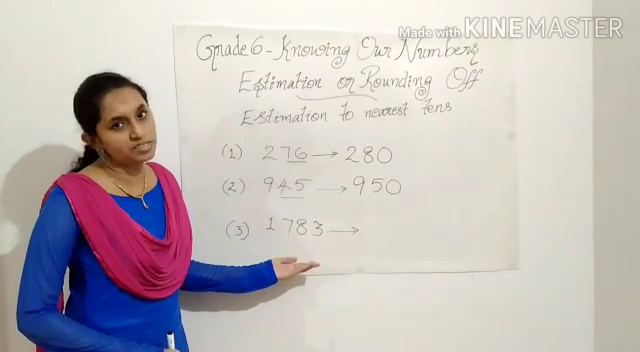 Made with KINEMASTER
Grade 6 - Knowing Our Numbers
Estimation or Rounding Off
Estimation to nearest tens
(1) 276 → 280
(2) 945 → 950
(3) 1783 →